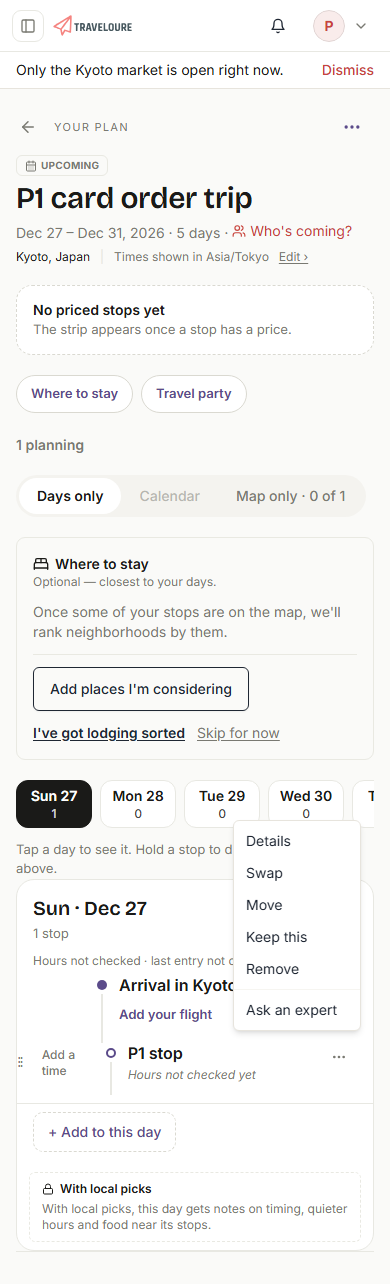 TRAVELOURE
P
Only the Kyoto market is open right now. Dismiss
YOUR PLAN
UPCOMING
P1 card order trip
Dec 27 – Dec 31, 2026 · 5 days · Who's coming?
Kyoto, Japan Times shown in Asia/Tokyo Edit ›
No priced stops yet
The strip appears once a stop has a price.
Where to stay Travel party
1 planning
Days only Calendar Map only · 0 of 1
Where to stay
Optional — closest to your days.
Once some of your stops are on the map, we'll
rank neighborhoods by them.
Add places I'm considering
I've got lodging sorted Skip for now
Sun 27 Mon 28 Tue 29 Wed 30
1 0 0 0
Tap a day to see it. Hold a stop to
above.
Details
Swap
Move
Keep this
Remove
Ask an expert
Sun · Dec 27
1 stop
Hours not checked · last entry not
Arrival in Kyoto
Add your flight
Add a
time
P1 stop
Hours not checked yet
+ Add to this day
With local picks
With local picks, this day gets notes on timing, quieter
hours and food near its stops.